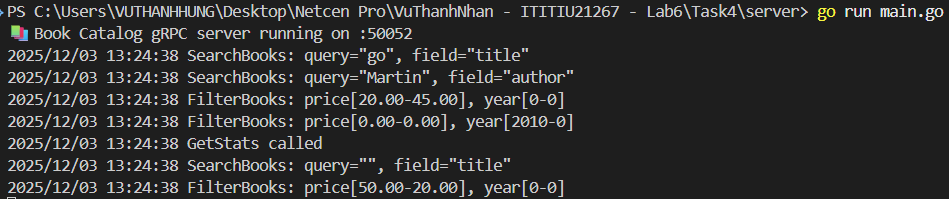 PS C:\Users\VUTHANHHUNG\Desktop\Netcen Pro\VuThanhNhan - ITITIU21267 - Lab6\Task4\server> go run main.go
📚 Book Catalog gRPC server running on :50052
2025/12/03 13:24:38 SearchBooks: query="go", field="title"
2025/12/03 13:24:38 SearchBooks: query="Martin", field="author"
2025/12/03 13:24:38 FilterBooks: price[20.00-45.00], year[0-0]
2025/12/03 13:24:38 FilterBooks: price[0.00-0.00], year[2010-0]
2025/12/03 13:24:38 GetStats called
2025/12/03 13:24:38 SearchBooks: query="", field="title"
2025/12/03 13:24:38 FilterBooks: price[50.00-20.00], year[0-0]